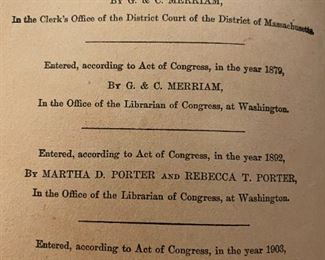 BY G. & C. MERRIAM,
In the Clerk's Office of the District Court of the District of Massachusetts.
Entered, according to Act of Congress, in the year 1879,
BY G. & C. MERRIAM,
In the Office of the Librarian of Congress, at Washington.
Entered, according to Act of Congress, in the year 1892,
BY MARTHA D. PORTER AND REBECCA T. PORTER,
In the Office of the Librarian of Congress, at Washington.
Entered, according to Act of Congress, in the year 1903,